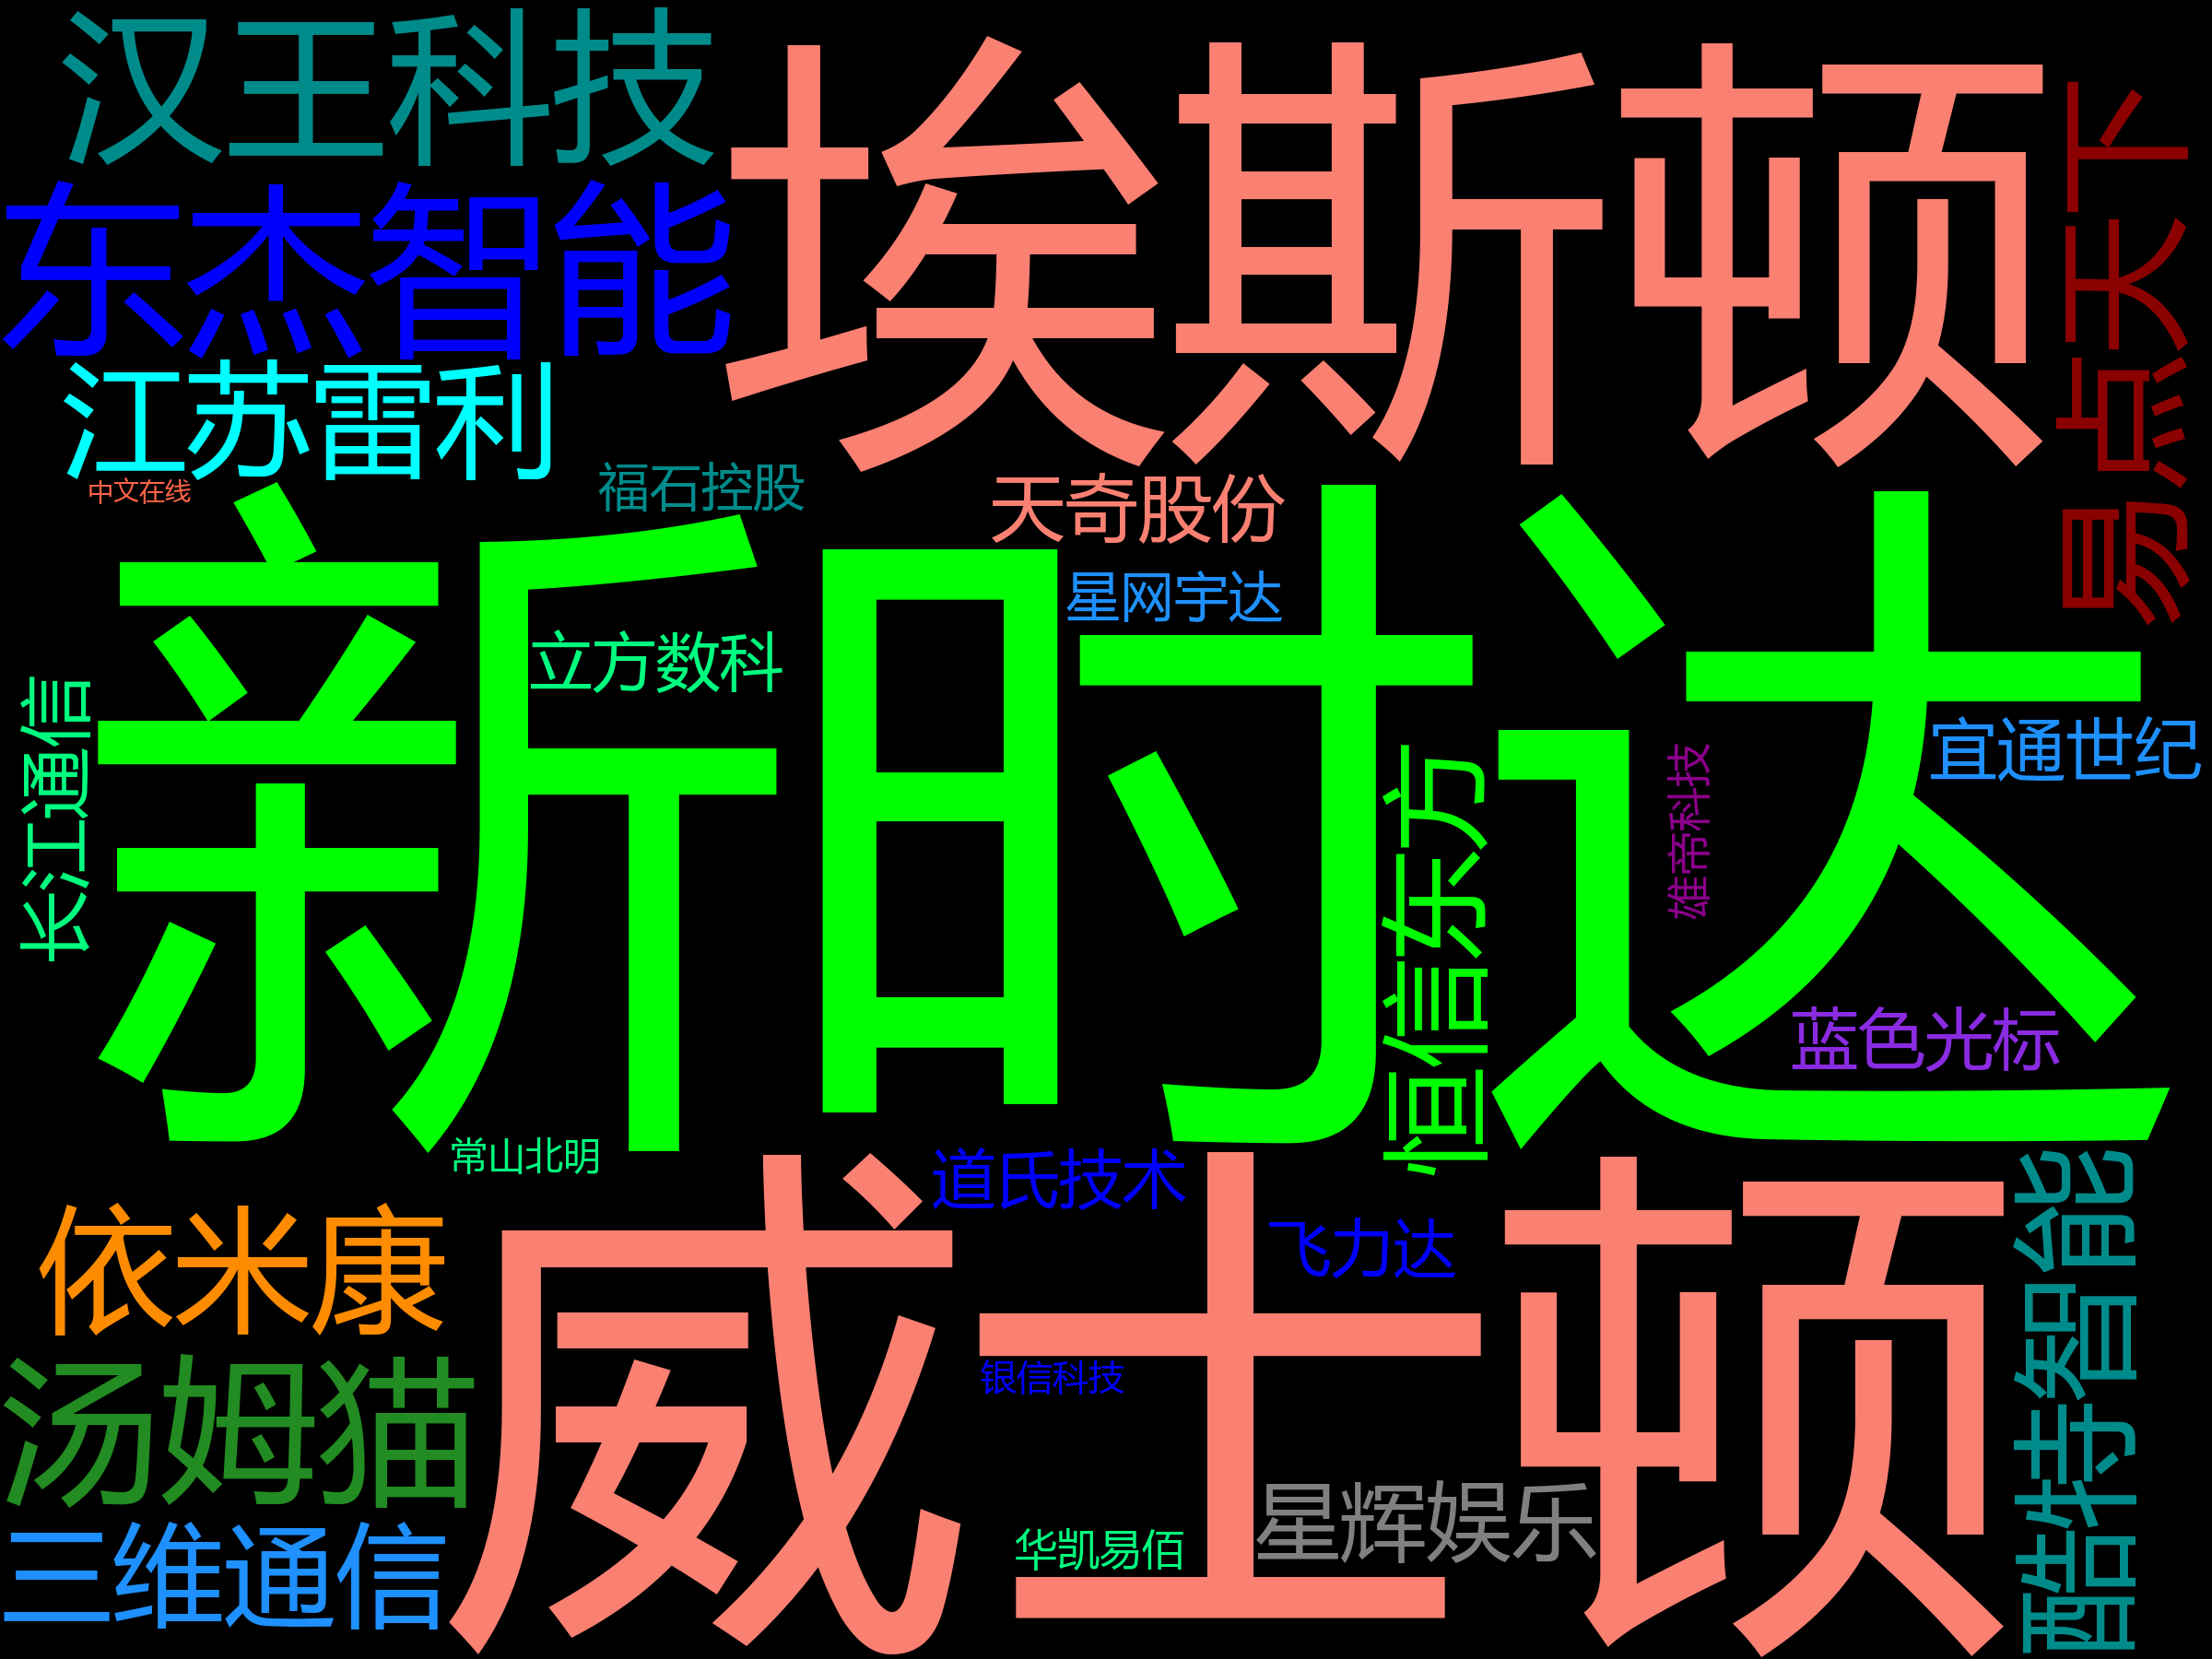 汉王科技
埃斯顿
易点天下
东杰智能
江苏雷利
中文在线
福石控股
天奇股份
星网宇达
新时达
立方数科
长江通信
值信东方
雄帝科技
宜通世纪
蓝色光标
常山北明
道氏技术
飞力达
依米康
威士顿
酷特智能
汤姆猫
银信科技
星辉娱乐
华凯易佰
三维通信